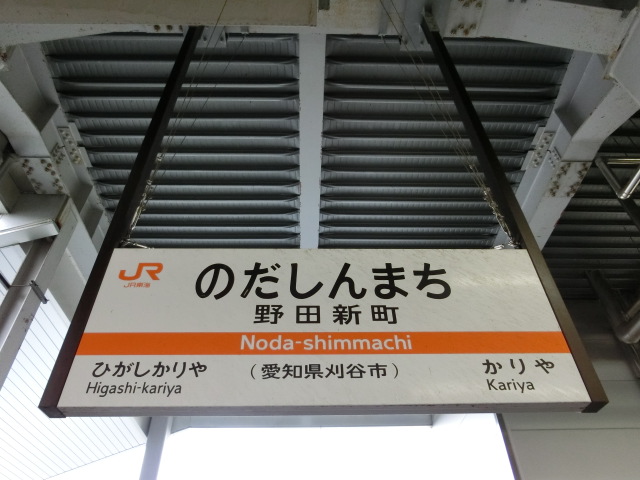 JR
JR東海
のだしんまち
野田新町
Noda-shimmachi
ひがしかりや
Higashi-kariya
（愛知県刈谷市）
かりや
Kariya